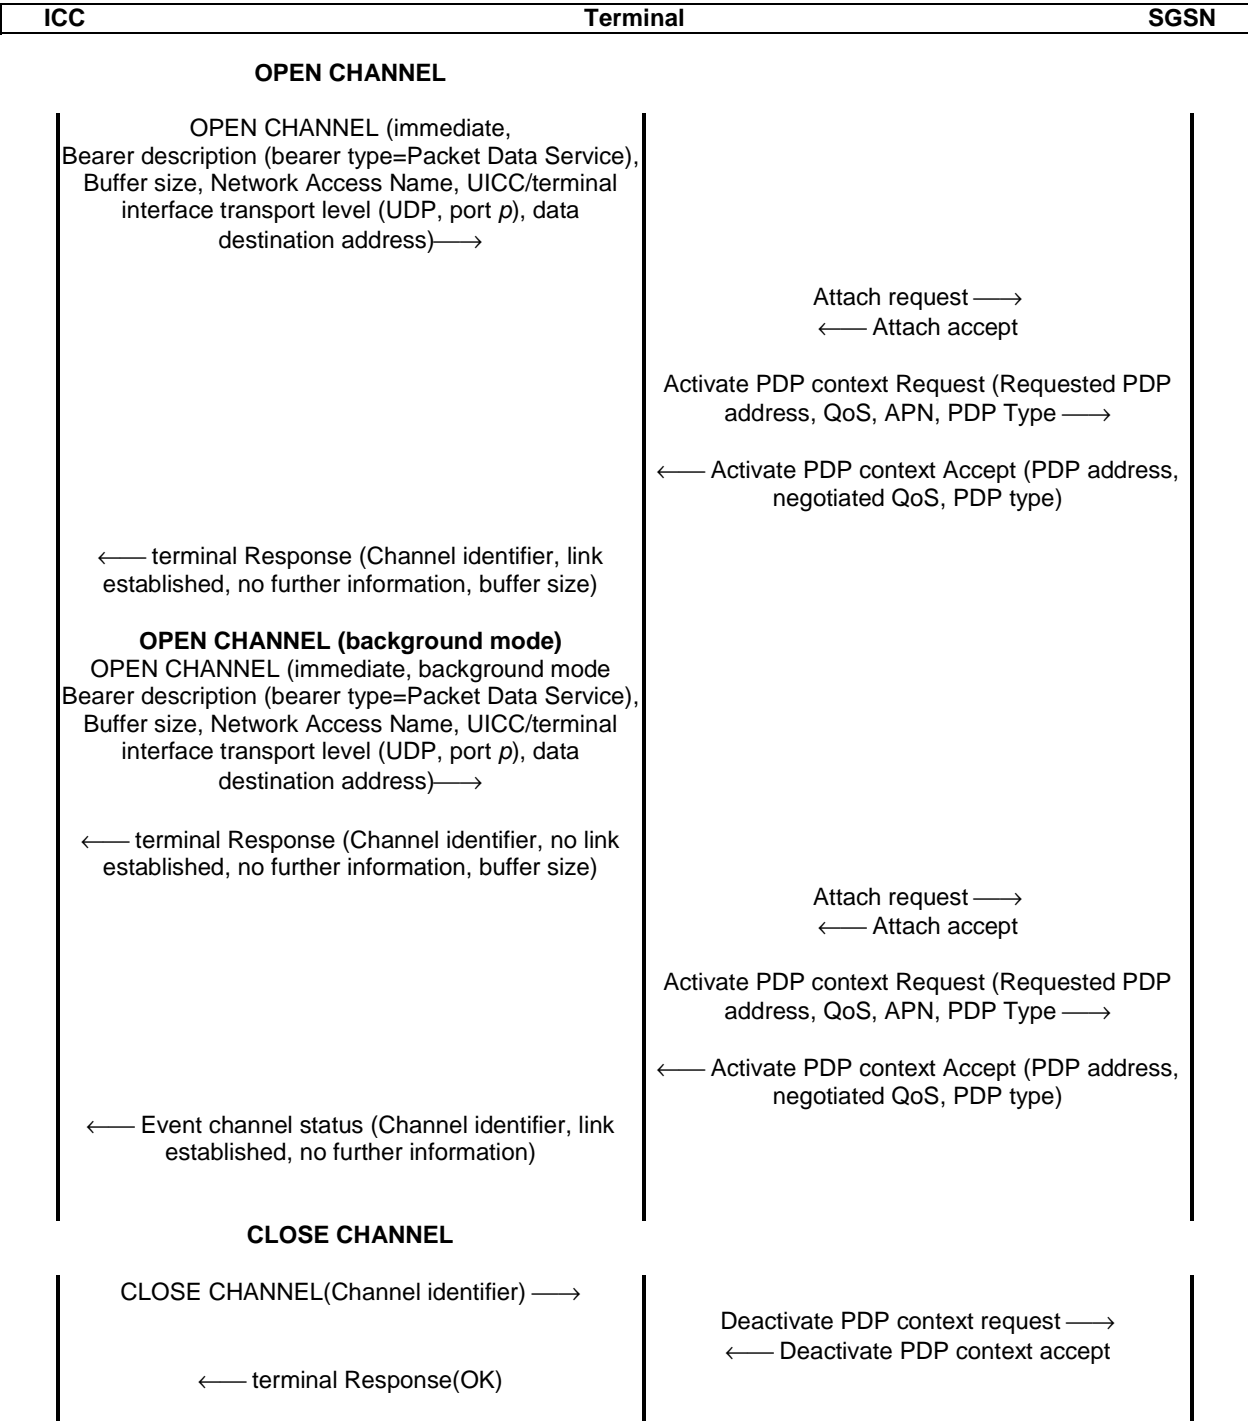 ICC Terminal SGSN
OPEN CHANNEL
OPEN CHANNEL (immediate,
Bearer description (bearer type=Packet Data Service),
Buffer size, Network Access Name, UICC/terminal
interface transport level (UDP, port p), data
destination address)⟶
Attach request ⟶
⟵ Attach accept
Activate PDP context Request (Requested PDP
address, QoS, APN, PDP Type ⟶
⟵ Activate PDP context Accept (PDP address,
negotiated QoS, PDP type)
⟵ terminal Response (Channel identifier, link
established, no further information, buffer size)
OPEN CHANNEL (background mode)
OPEN CHANNEL (immediate, background mode
Bearer description (bearer type=Packet Data Service),
Buffer size, Network Access Name, UICC/terminal
interface transport level (UDP, port p), data
destination address)⟶
⟵ terminal Response (Channel identifier, no link
established, no further information, buffer size)
Attach request ⟶
⟵ Attach accept
Activate PDP context Request (Requested PDP
address, QoS, APN, PDP Type ⟶
⟵ Activate PDP context Accept (PDP address,
negotiated QoS, PDP type)
⟵ Event channel status (Channel identifier, link
established, no further information)
CLOSE CHANNEL
CLOSE CHANNEL(Channel identifier) ⟶
Deactivate PDP context request ⟶
⟵ Deactivate PDP context accept
⟵ terminal Response(OK)